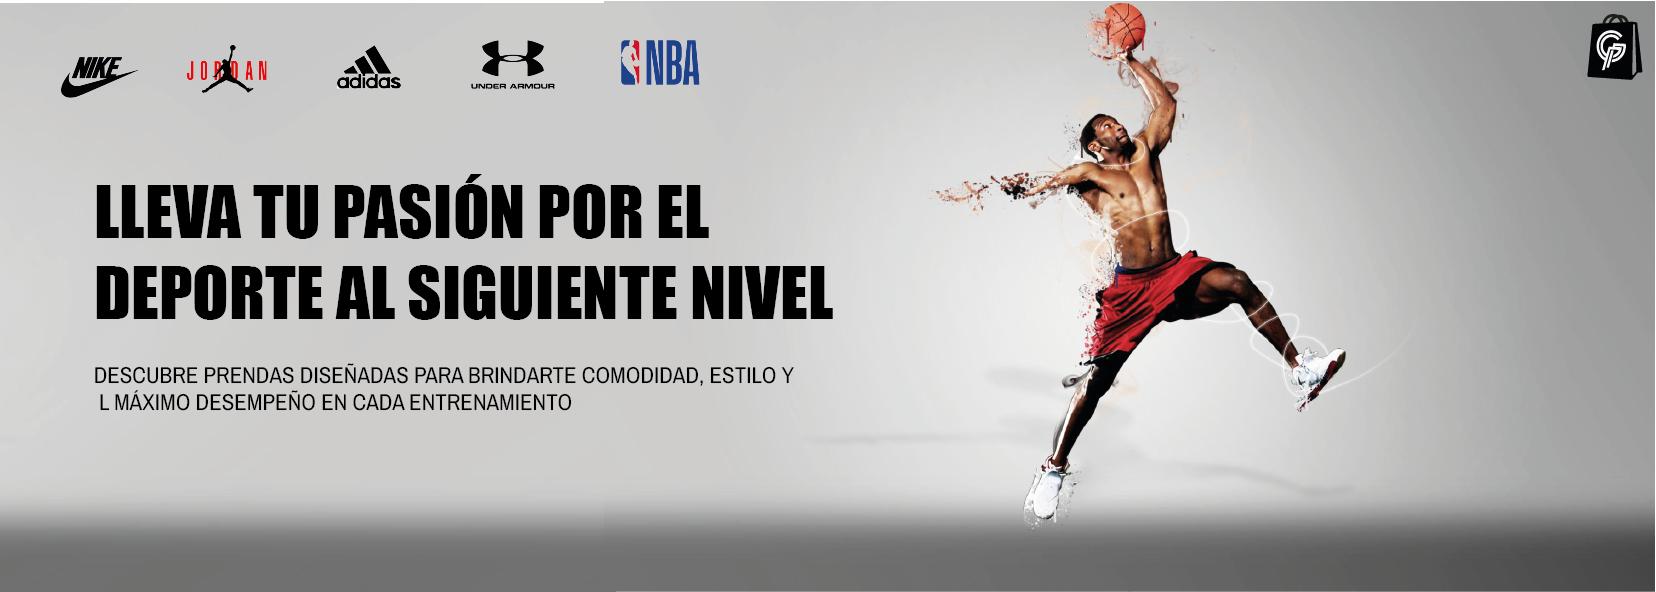 NIKE
JORDAN
adidas
UNDER ARMOUR
NBA
GP
LLEVA TU PASIÓN POR EL
DEPORTE AL SIGUIENTE NIVEL
DESCUBRE PRENDAS DISEÑADAS PARA BRINDARTE COMODIDAD, ESTILO Y
L MÁXIMO DESEMPEÑO EN CADA ENTRENAMIENTO